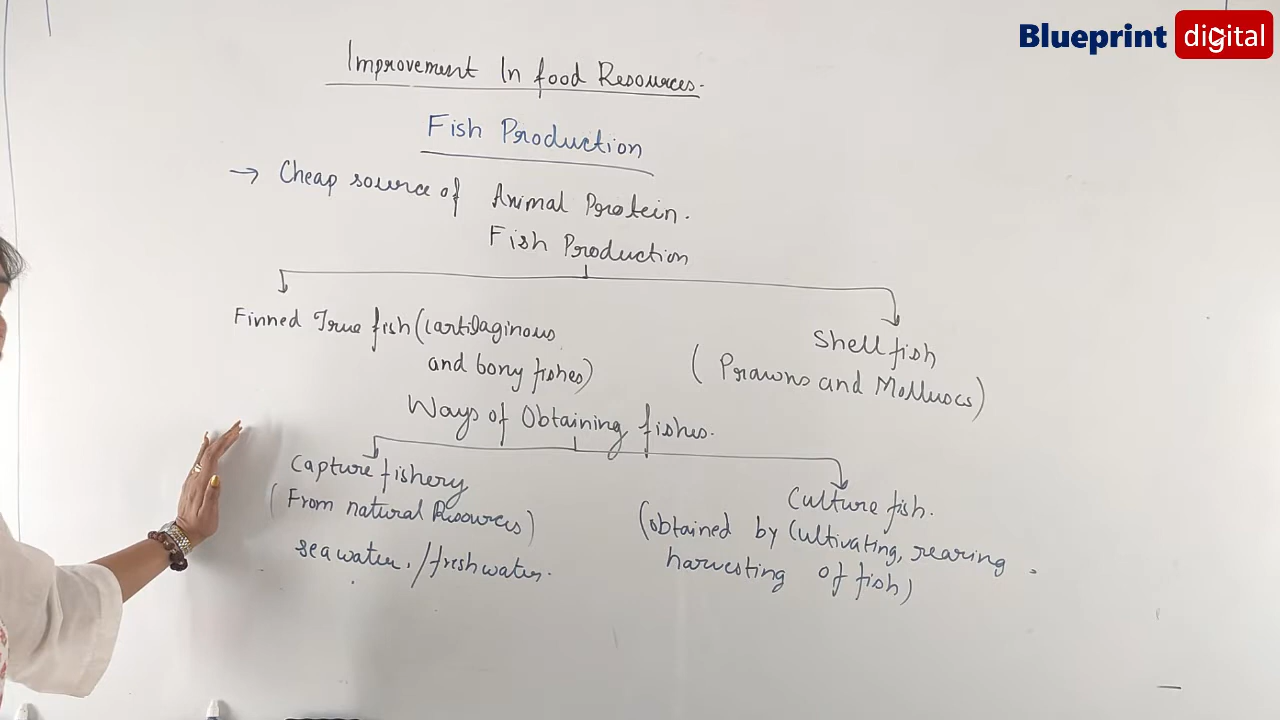 Blueprint digital
Improvement In food Resources.
Fish Production
→ Cheap source of Animal Protein.
Fish Production
Finned True fish (Cartilaginous
and bony fishes)
Shell fish
(Prawns and Molluscs)
Ways of Obtaining fishes.
Capture fishery
(From natural Resources)
sea water. / fresh water.
Culture fish.
(obtained by Cultivating, rearing
harvesting of fish)